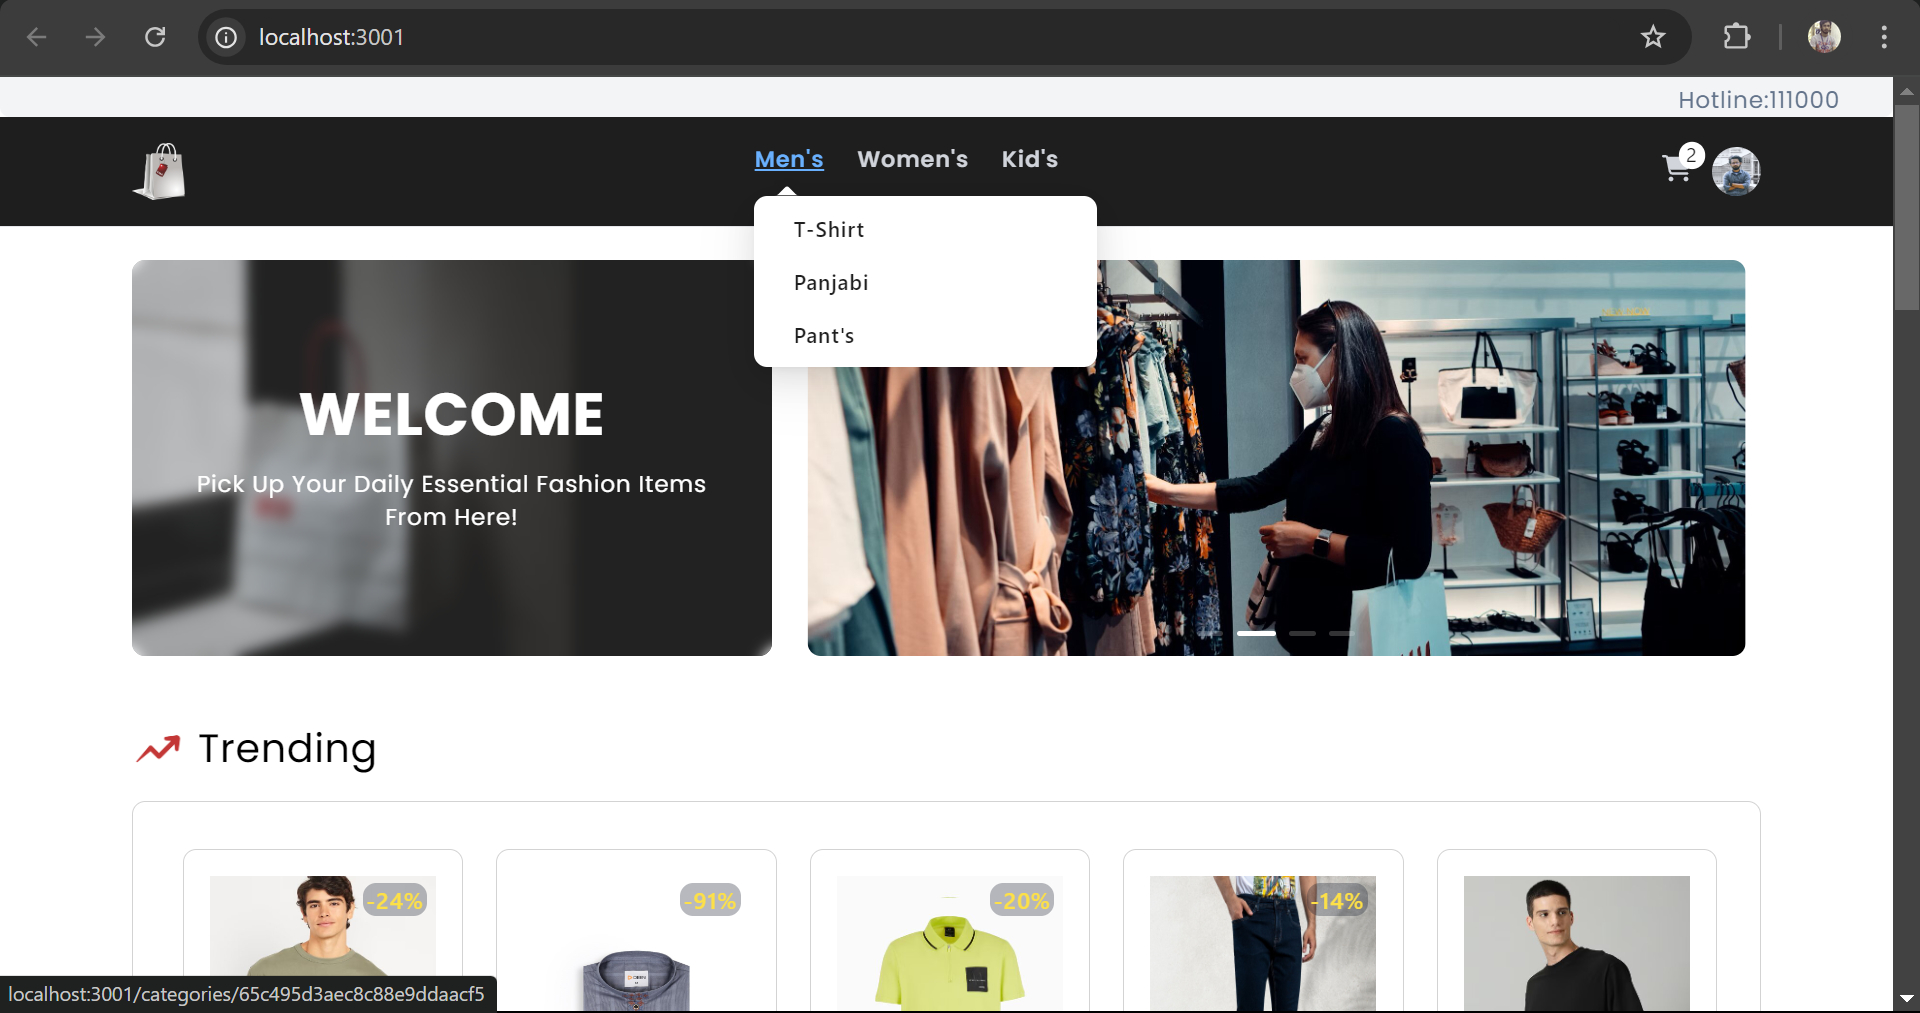 localhost:3001
Hotline:111000
Men's Women's Kid's
2
T-Shirt
Panjabi
Pant's
WELCOME
Pick Up Your Daily Essential Fashion Items
From Here!
Trending
-24% -91% -20% -14%
localhost:3001/categories/65c495d3aec8c88e9ddaacf5